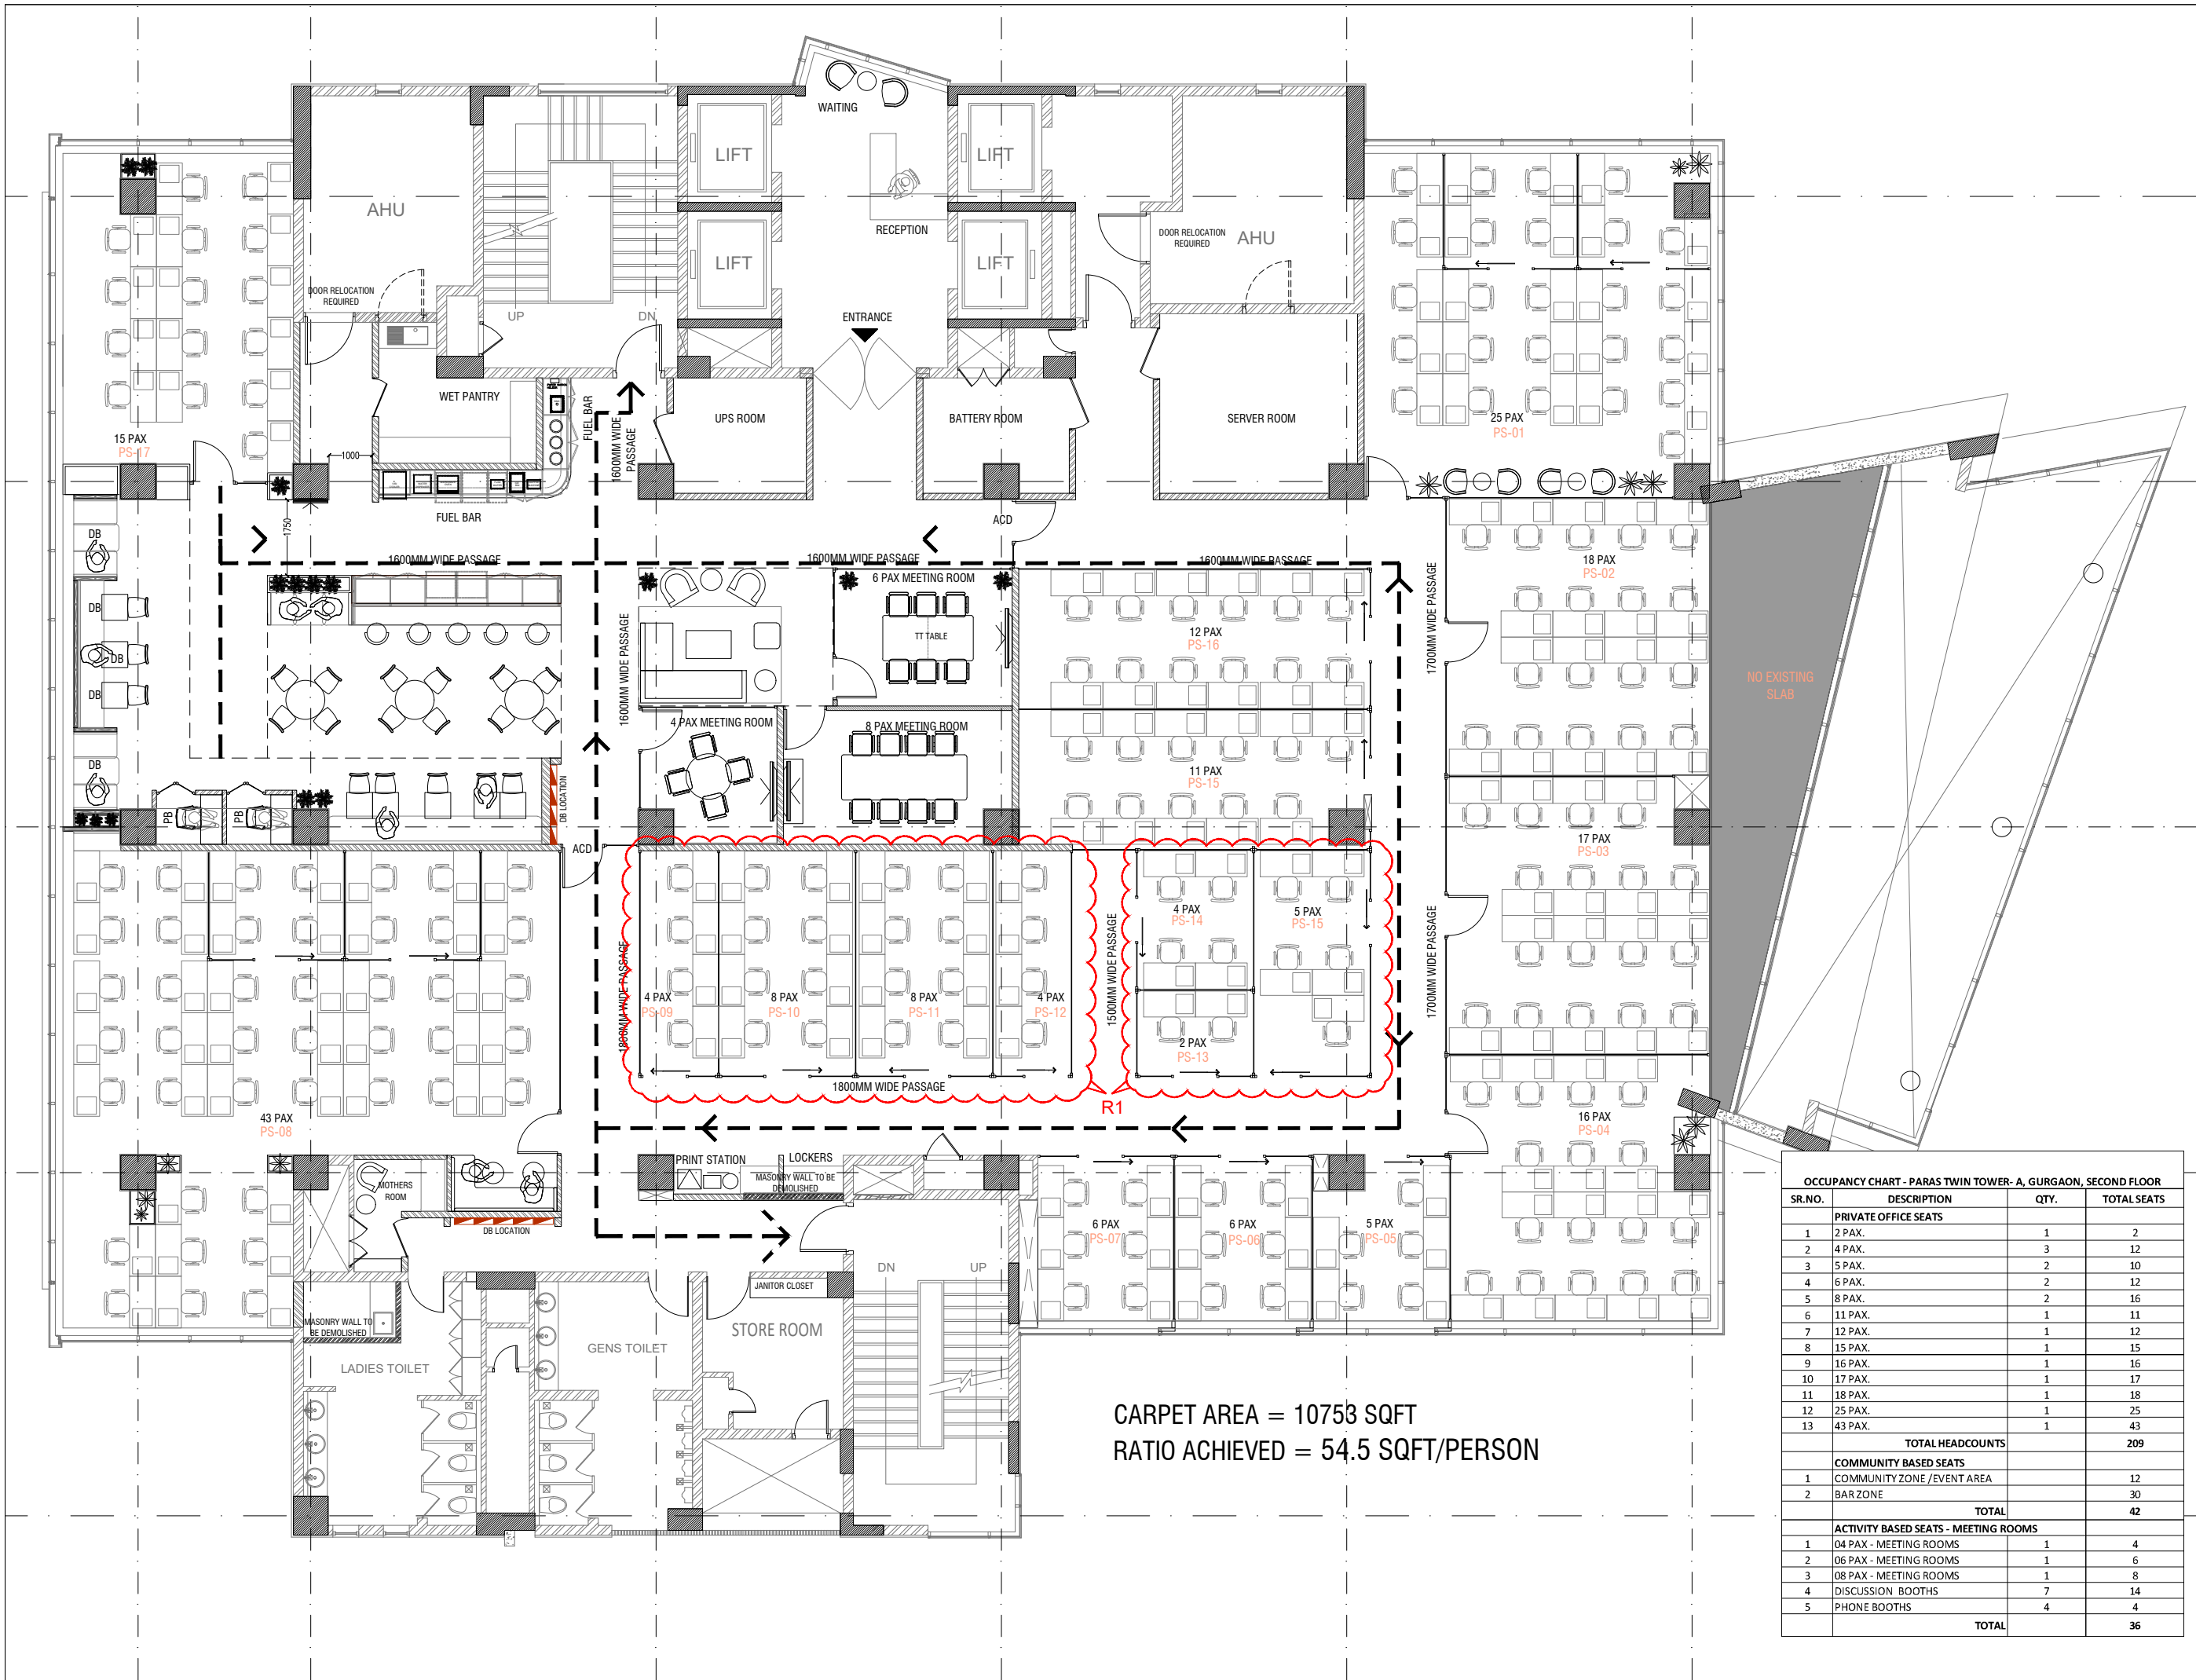 WAITING
LIFT
LIFT
AHU
RECEPTION
DOOR RELOCATION
REQUIRED
AHU
LIFT
LIFT
DOOR RELOCATION
REQUIRED
UP
DN
ENTRANCE
WET PANTRY
FUEL BAR
1600MM WIDE
PASSAGE
UPS ROOM
BATTERY ROOM
SERVER ROOM
25 PAX
PS-01
15 PAX
PS-17
1000
FUEL BAR
1750
ACD
DB
1600MM WIDE PASSAGE
1600MM WIDE PASSAGE
1600MM WIDE PASSAGE
18 PAX
PS-02
6 PAX MEETING ROOM
DB
TT TABLE
12 PAX
PS-16
1700MM WIDE PASSAGE
1600MM WIDE PASSAGE
DB
DB
NO EXISTING
SLAB
4 PAX MEETING ROOM
8 PAX MEETING ROOM
DB
11 PAX
PS-15
DB LOCATION
PB
PB
ACD
17 PAX
PS-03
4 PAX
PS-14
5 PAX
PS-15
1800MM WIDE PASSAGE
1500MM WIDE PASSAGE
1700MM WIDE PASSAGE
4 PAX
PS-09
8 PAX
PS-10
8 PAX
PS-11
4 PAX
PS-12
2 PAX
PS-13
1800MM WIDE PASSAGE
R1
43 PAX
PS-08
16 PAX
PS-04
PRINT STATION
LOCKERS
MASONRY WALL TO BE
DEMOLISHED
MOTHERS
ROOM
DB LOCATION
6 PAX
PS-07
6 PAX
PS-06
5 PAX
PS-05
DN
UP
JANITOR CLOSET
STORE ROOM
MASONRY WALL TO
BE DEMOLISHED
GENS TOILET
LADIES TOILET
CARPET AREA = 10753 SQFT
RATIO ACHIEVED = 54.5 SQFT/PERSON
OCCUPANCY CHART - PARAS TWIN TOWER- A, GURGAON, SECOND FLOOR
SR.NO. DESCRIPTION QTY. TOTAL SEATS
PRIVATE OFFICE SEATS
1 2 PAX. 1 2
2 4 PAX. 3 12
3 5 PAX. 2 10
4 6 PAX. 2 12
5 8 PAX. 2 16
6 11 PAX. 1 11
7 12 PAX. 1 12
8 15 PAX. 1 15
9 16 PAX. 1 16
10 17 PAX. 1 17
11 18 PAX. 1 18
12 25 PAX. 1 25
13 43 PAX. 1 43
TOTAL HEADCOUNTS 209
COMMUNITY BASED SEATS
1 COMMUNITY ZONE /EVENT AREA 12
2 BAR ZONE 30
TOTAL 42
ACTIVITY BASED SEATS - MEETING ROOMS
1 04 PAX - MEETING ROOMS 1 4
2 06 PAX - MEETING ROOMS 1 6
3 08 PAX - MEETING ROOMS 1 8
4 DISCUSSION BOOTHS 7 14
5 PHONE BOOTHS 4 4
TOTAL 36